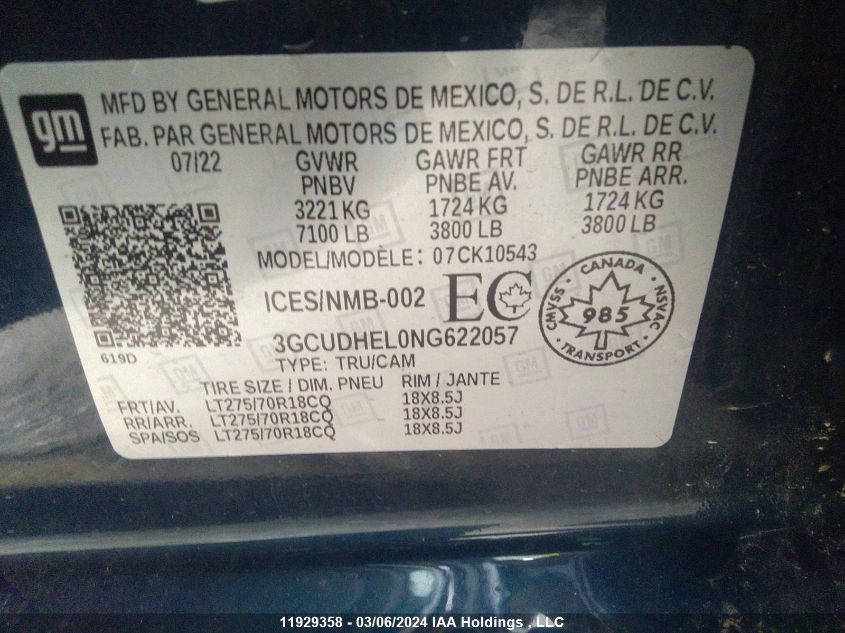 gm
MFD BY GENERAL MOTORS DE MEXICO, S. DE R.L. DE C.V.
FAB. PAR GENERAL MOTORS DE MEXICO, S. DE R.L. DE C.V.
07/22 GVWR GAWR FRT GAWR RR
PNBV PNBE AV. PNBE ARR.
3221 KG 1724 KG 1724 KG
7100 LB 3800 LB 3800 LB
MODEL/MODÈLE: 07CK10543
ICES/NMB-002 EC
CANADA
CMVSS 985 NSVAC
TRANSPORT
3GCUDHEL0NG622057
619D
TYPE: TRU/CAM
TIRE SIZE / DIM. PNEU RIM / JANTE
FRT/AV. LT275/70R18CQ 18X8.5J
RR/ARR. LT275/70R18CQ 18X8.5J
SPA/SOS LT275/70R18CQ 18X8.5J
11929358 - 03/06/2024 IAA Holdings , LLC